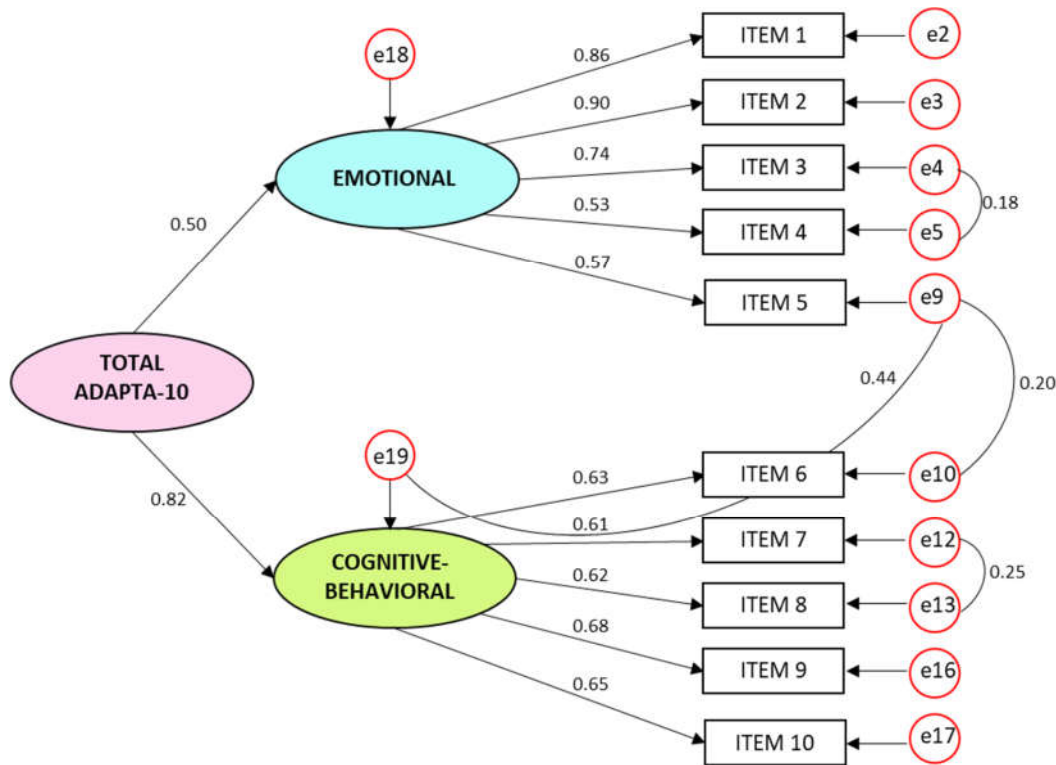 ITEM 1
e2
e18
0.86
ITEM 2
e3
0.90
ITEM 3
e4
0.74
EMOTIONAL
0.18
0.53
ITEM 4
e5
0.50
0.57
ITEM 5
e9
TOTAL
ADAPTA-10
0.44
0.20
e19
0.63
ITEM 6
e10
0.82
0.61
ITEM 7
e12
COGNITIVE-
BEHAVIORAL
0.62
0.25
ITEM 8
e13
0.68
ITEM 9
e16
0.65
ITEM 10
e17